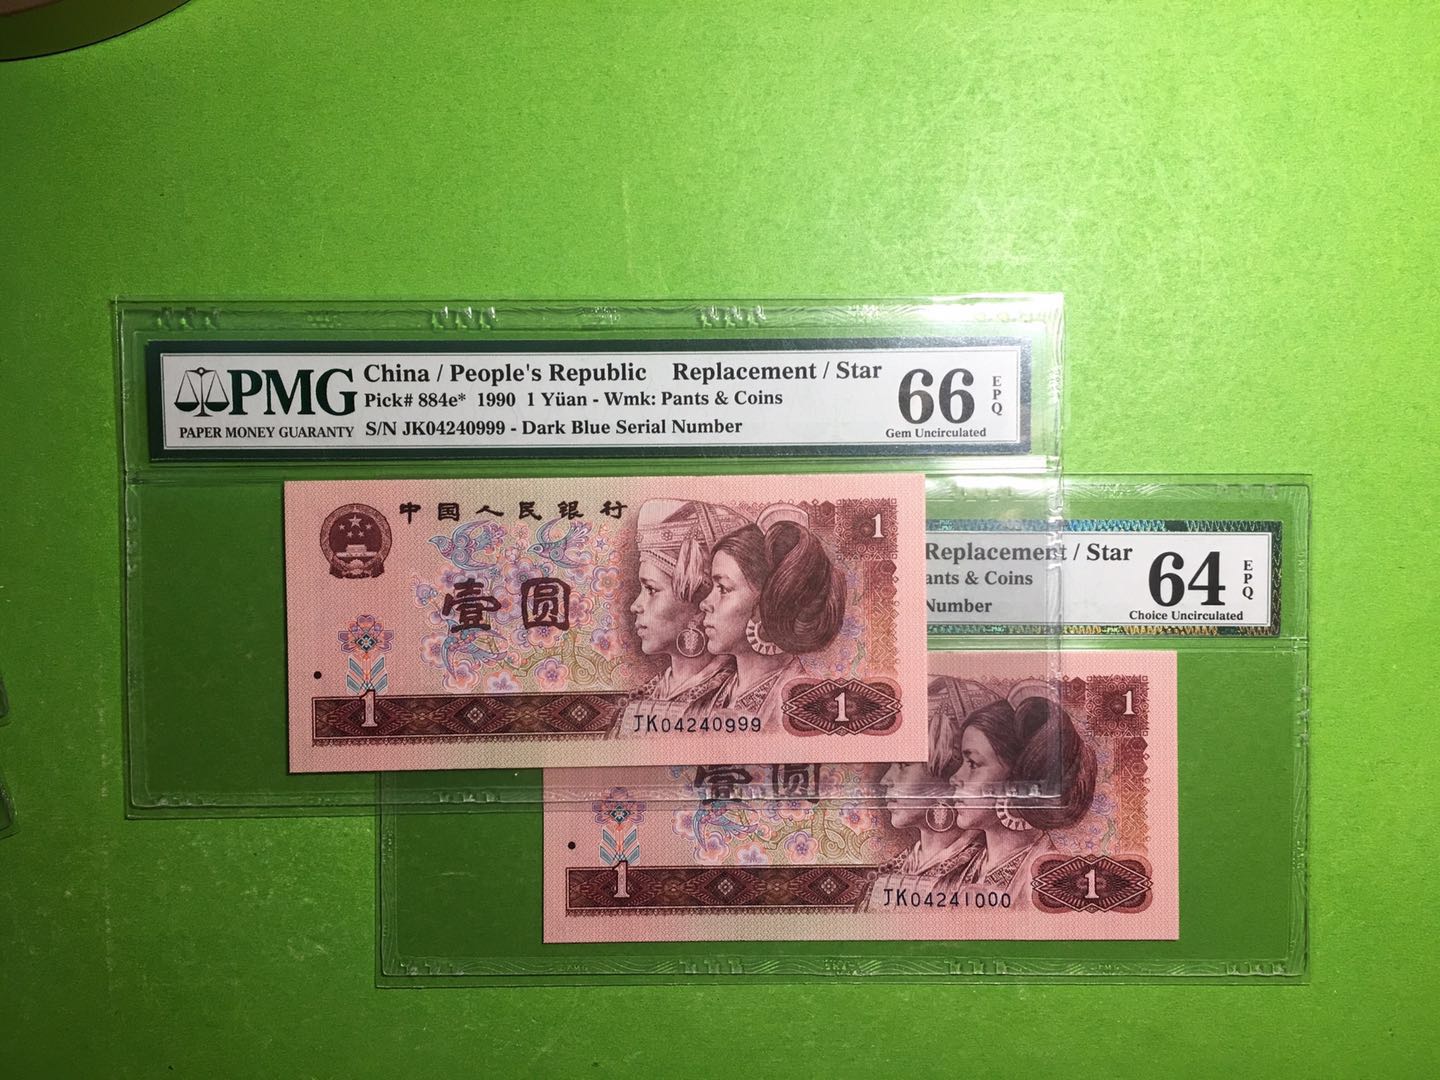 PMG
PAPER MONEY GUARANTY
China / People's Republic Replacement / Star
Pick# 884e* 1990 1 Yüan - Wmk: Pants & Coins
S/N JK04240999 - Dark Blue Serial Number
66
EPQ
Gem Uncirculated
中国人民银行
1
壹圆
1
JK04240999
1
Replacement / Star
ants & Coins
Number
64
EPQ
Choice Uncirculated
1
壹圆
1
JK04241000
1